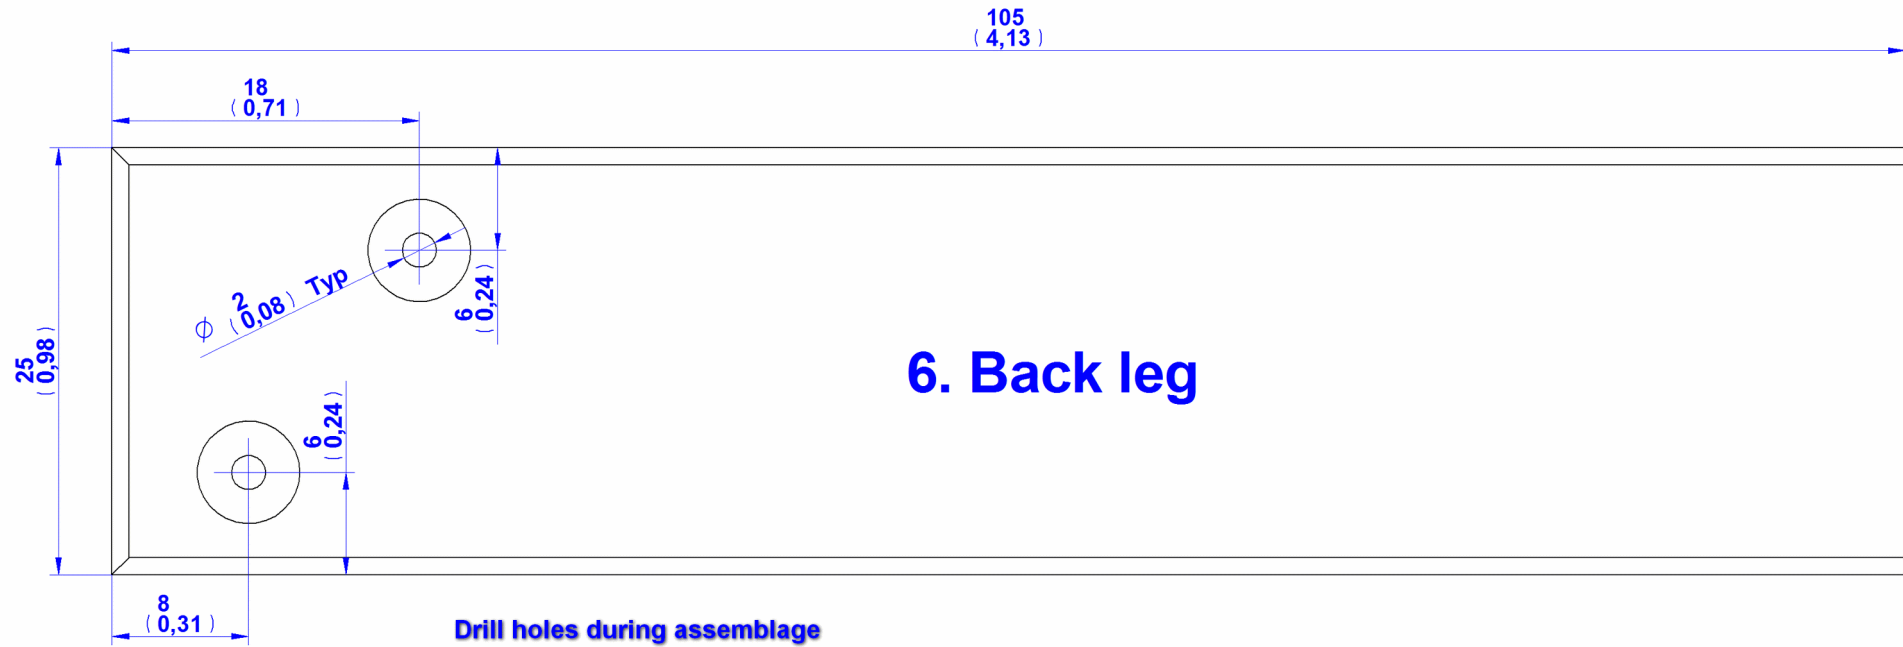 105
( 4,13 )
18
( 0,71 )
∅ 2 Typ
( 0,08 )
6
( 0,24 )
25
( 0,98 )
6. Back leg
6
( 0,24 )
8
( 0,31 )
Drill holes during assemblage